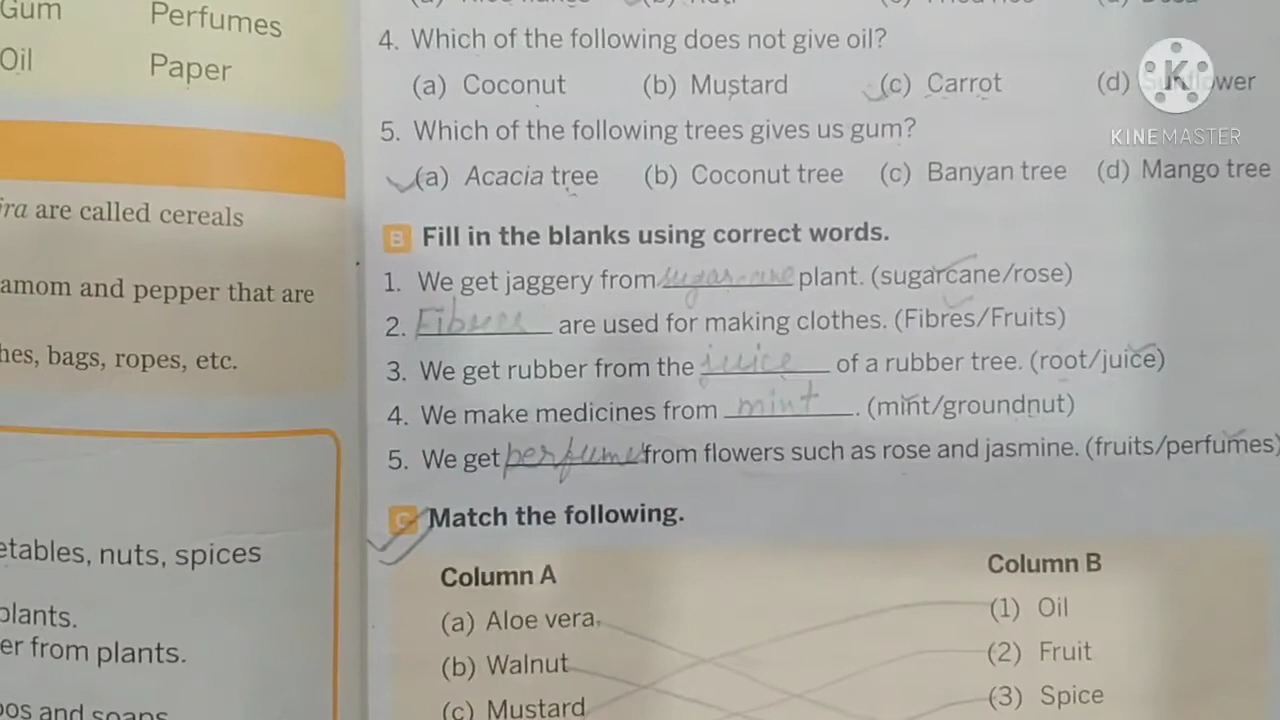 Gum Perfumes
Oil Paper
ra are called cereals
amom and pepper that are
hes, bags, ropes, etc.
etables, nuts, spices
plants.
er from plants.
4. Which of the following does not give oil?
(a) Coconut (b) Mustard (c) Carrot (d) Sunflower
KINEMASTER
5. Which of the following trees gives us gum?
(a) Acacia tree (b) Coconut tree (c) Banyan tree (d) Mango tree
B Fill in the blanks using correct words.
1. We get jaggery from sugarcane plant. (sugarcane/rose)
2. Fibres are used for making clothes. (Fibres/Fruits)
3. We get rubber from the juice of a rubber tree. (root/juice)
4. We make medicines from mint. (mint/groundnut)
5. We get perfume from flowers such as rose and jasmine. (fruits/perfumes)
C Match the following.
Column A Column B
(a) Aloe vera (1) Oil
(b) Walnut (2) Fruit
(c) Mustard (3) Spice